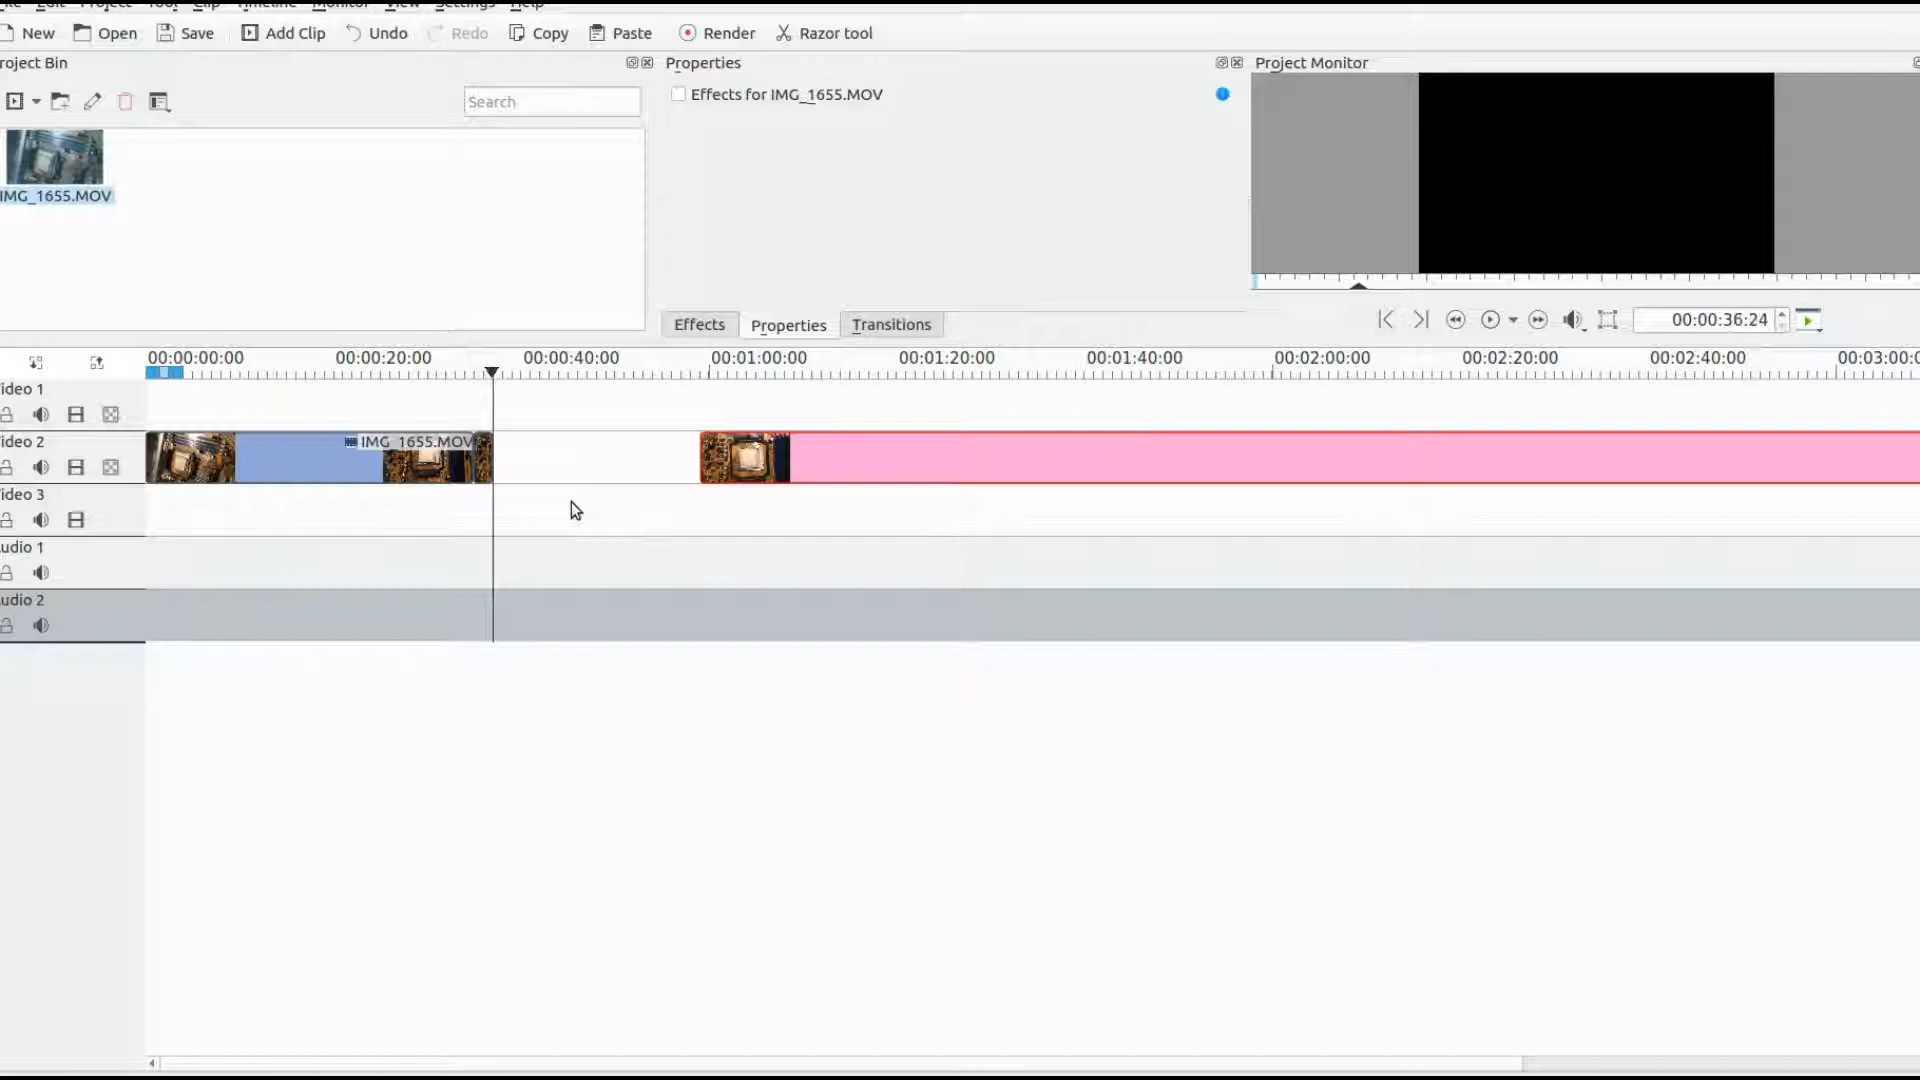 Edit Project Tool Clip Timeline Monitor View Settings Help
New Open Save Add Clip Undo Redo Copy Paste Render Razor tool
roject Bin
Properties
Project Monitor
Search
Effects for IMG_1655.MOV
IMG_1655.MOV
Effects Properties Transitions
00:00:36:24
00:00:00:00 00:00:20:00 00:00:40:00 00:01:00:00 00:01:20:00 00:01:40:00 00:02:00:00 00:02:20:00 00:02:40:00 00:03:00:0
ideo 1
ideo 2
IMG_1655.MOV
ideo 3
udio 1
udio 2